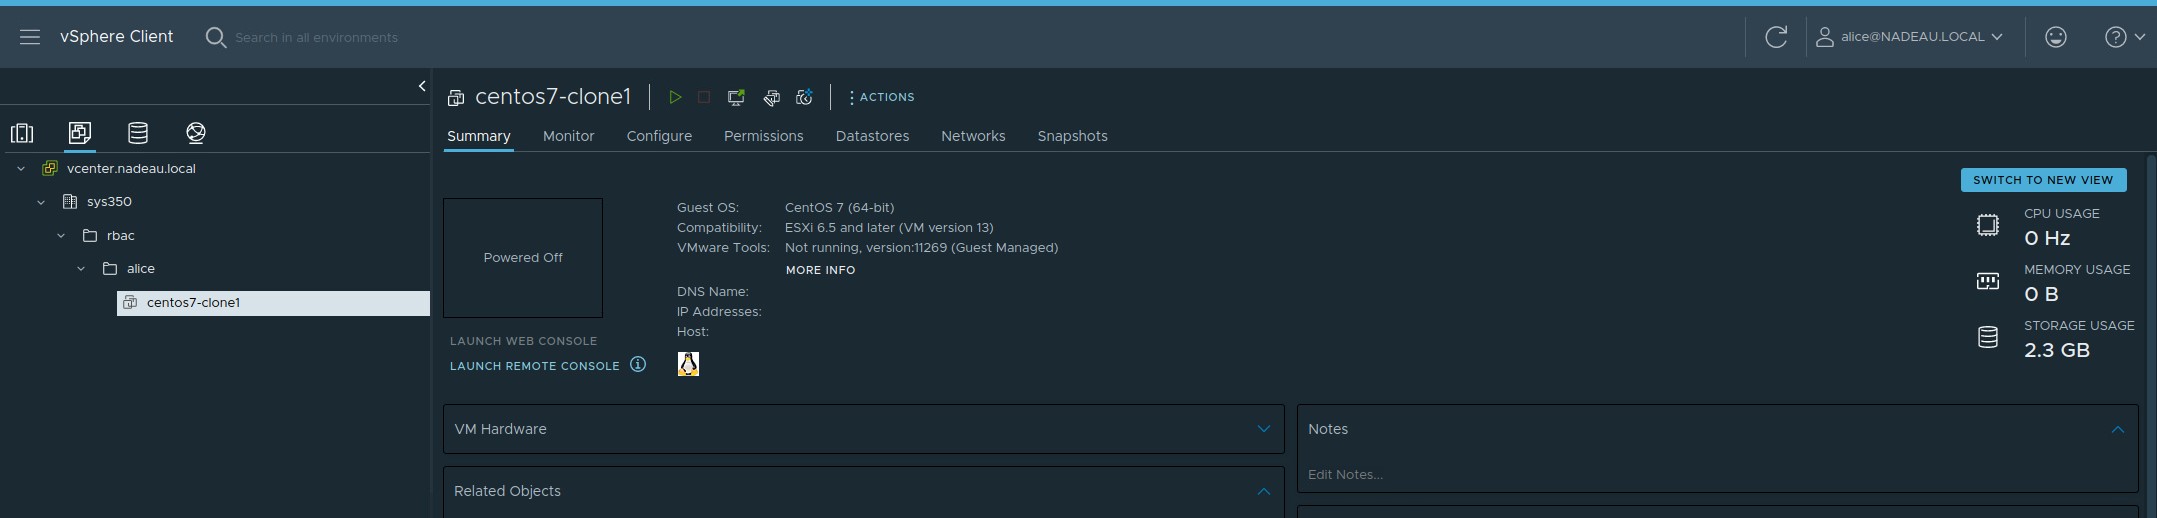 vSphere Client
Search in all environments
alice@NADEAU.LOCAL
centos7-clone1
ACTIONS
Summary Monitor Configure Permissions Datastores Networks Snapshots
vcenter.nadeau.local
sys350
rbac
alice
centos7-clone1
SWITCH TO NEW VIEW
Powered Off
LAUNCH WEB CONSOLE
LAUNCH REMOTE CONSOLE
Guest OS: CentOS 7 (64-bit)
Compatibility: ESXi 6.5 and later (VM version 13)
VMware Tools: Not running, version:11269 (Guest Managed)
MORE INFO
DNS Name:
IP Addresses:
Host:
CPU USAGE
0 Hz
MEMORY USAGE
0 B
STORAGE USAGE
2.3 GB
VM Hardware
Related Objects
Notes
Edit Notes...